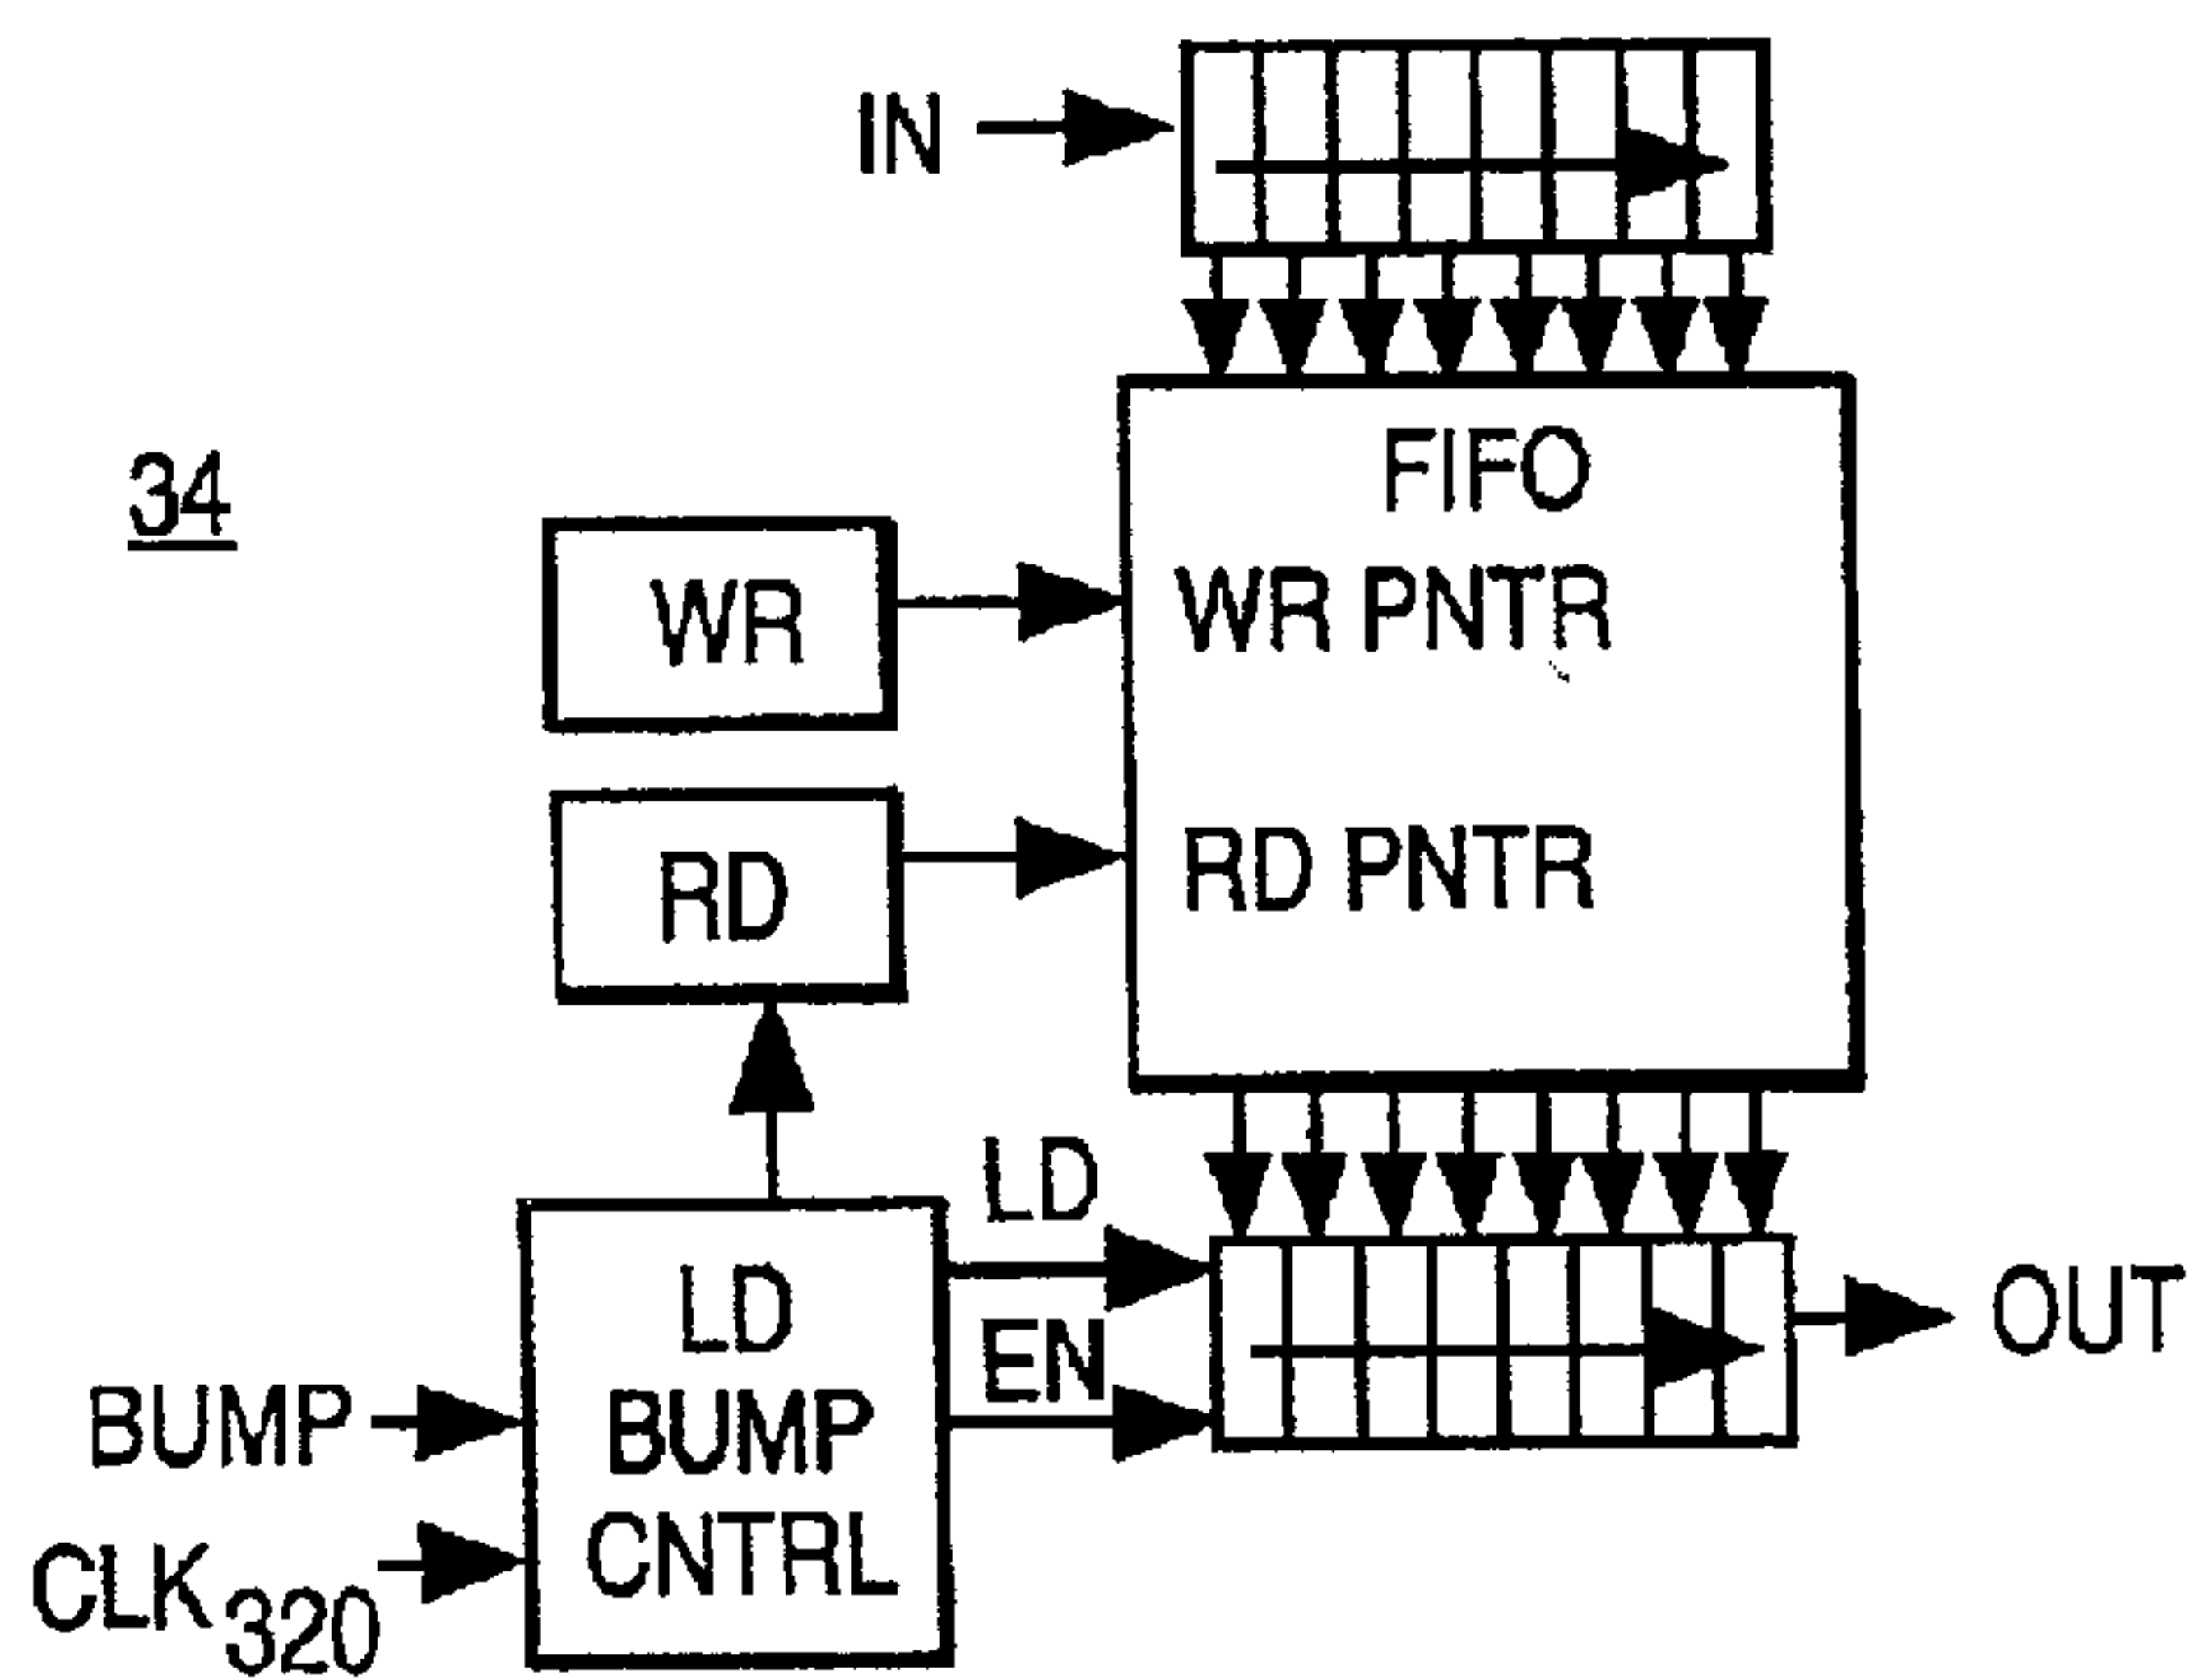 IN
34
FIFO
WR
WR PNTR
RD
RD PNTR
LD
EN
LD
BUMP
CNTRL
BUMP
CLK320
OUT